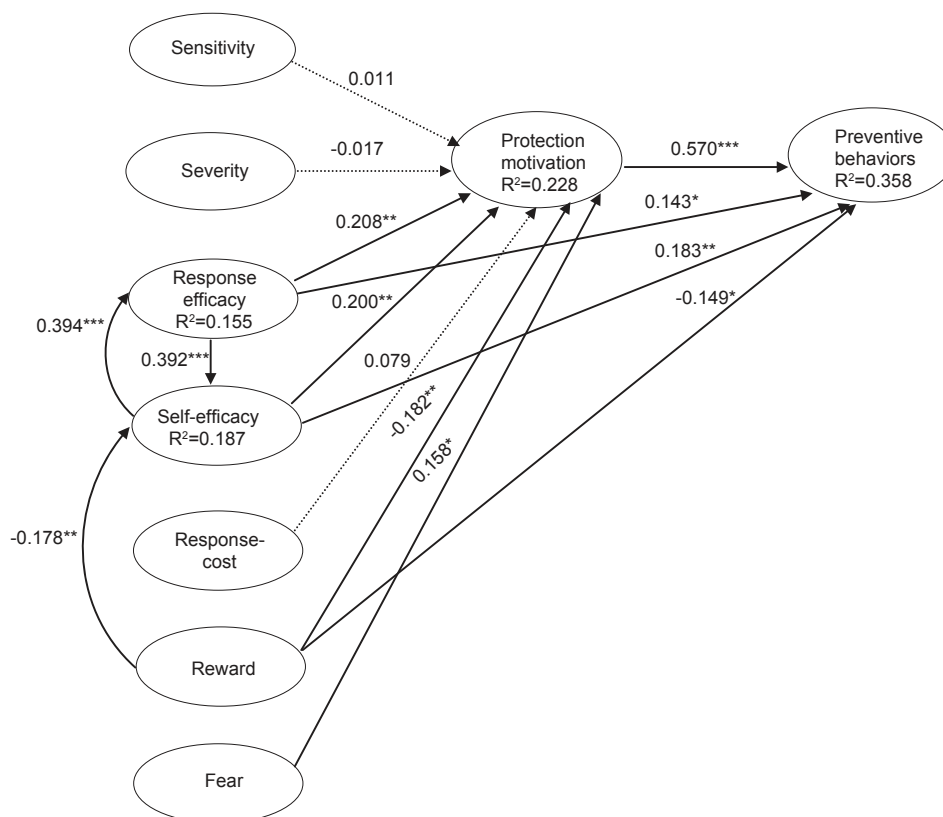 Sensitivity
0.011
Protection
motivation
R²=0.228
Preventive
behaviors
R²=0.358
0.570***
Severity
-0.017
0.208**
0.143*
Response
efficacy
R²=0.155
0.183**
0.200**
-0.149*
0.394***
0.392***
0.079
Self-efficacy
R²=0.187
-0.182**
0.158*
-0.178**
Response-
cost
Reward
Fear